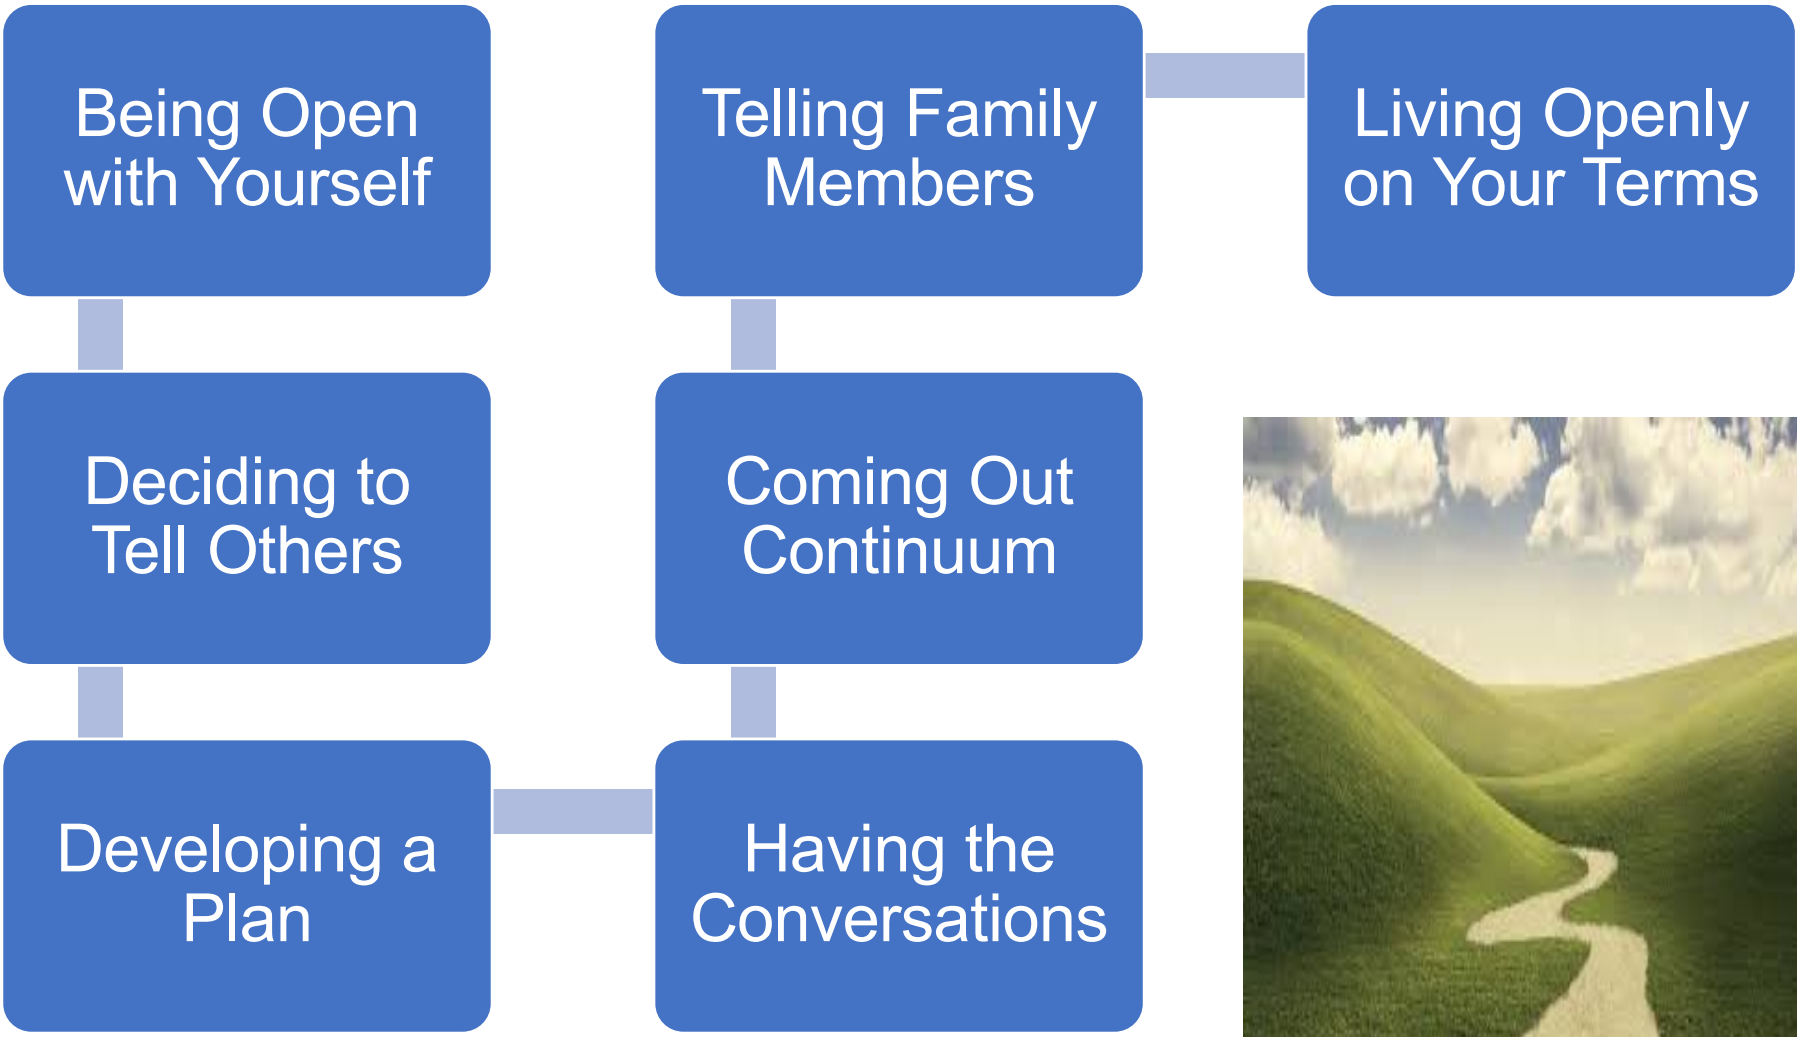 Being Open
with Yourself
Deciding to
Tell Others
Developing a
Plan
Having the
Conversations
Coming Out
Continuum
Telling Family
Members
Living Openly
on Your Terms